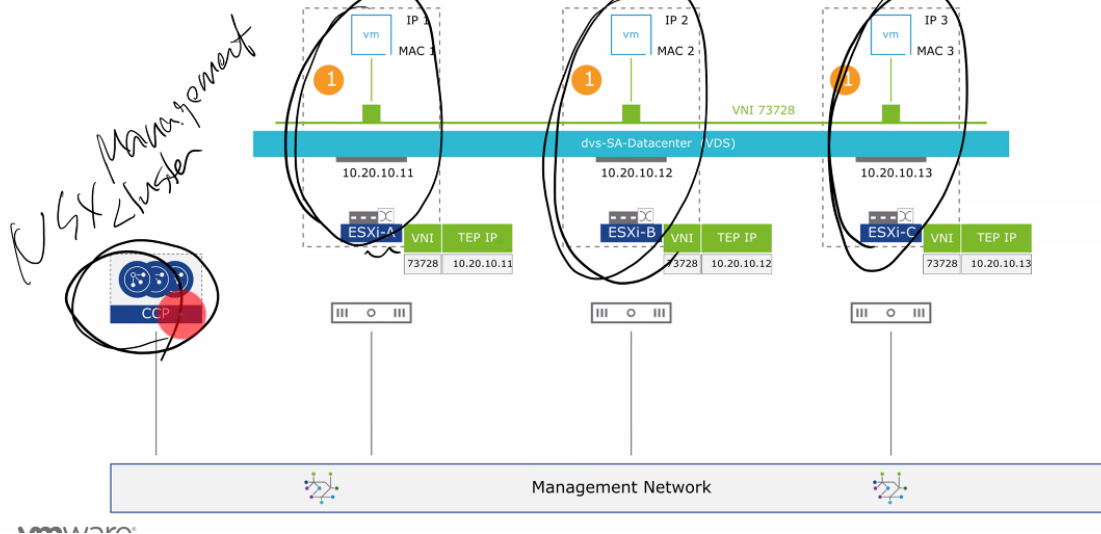 IP 1
IP 2
IP 3
vm
vm
vm
MAC 1
MAC 2
MAC 3
1
1
1
VNI 73728
dvs-SA-Datacenter (VDS)
10.20.10.11
10.20.10.12
10.20.10.13
NSX Management
cluster
ESXi-A
VNI TEP IP
73728 10.20.10.11
ESXi-B
VNI TEP IP
73728 10.20.10.12
ESXi-C
VNI TEP IP
73728 10.20.10.13
CCP
Management Network
vmware